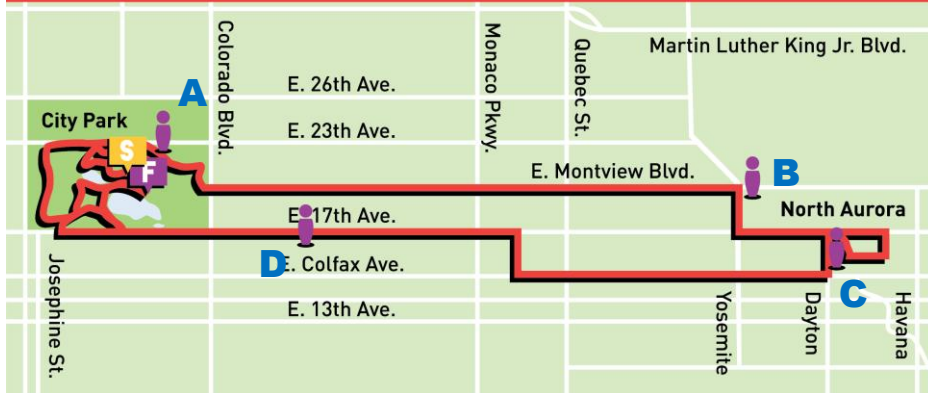 Martin Luther King Jr. Blvd.
Colorado Blvd.
Monaco Pkwy.
Quebec St.
A
E. 26th Ave.
City Park
E. 23rd Ave.
S
F
E. Montview Blvd.
B
E. 17th Ave.
North Aurora
D
E. Colfax Ave.
C
E. 13th Ave.
Josephine St.
Yosemite
Dayton
Havana